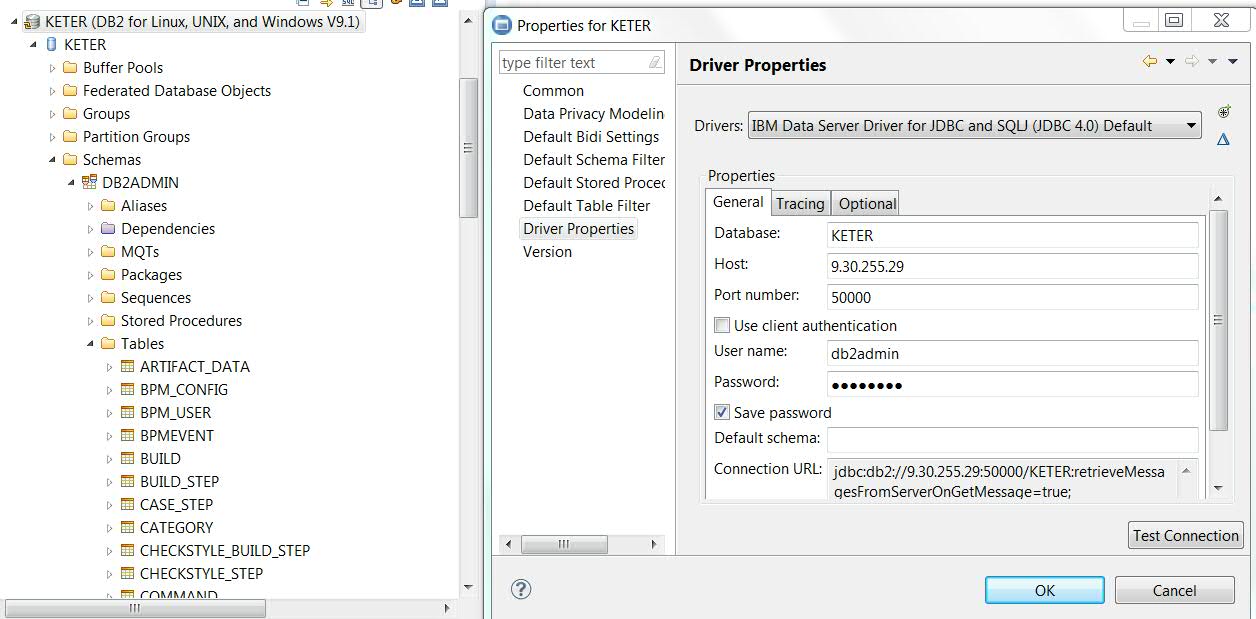 KETER (DB2 for Linux, UNIX, and Windows V9.1)
KETER
Buffer Pools
Federated Database Objects
Groups
Partition Groups
Schemas
DB2ADMIN
Aliases
Dependencies
MQTs
Packages
Sequences
Stored Procedures
Tables
ARTIFACT_DATA
BPM_CONFIG
BPM_USER
BPMEVENT
BUILD
BUILD_STEP
CASE_STEP
CATEGORY
CHECKSTYLE_BUILD_STEP
CHECKSTYLE_STEP
COMMAND
Properties for KETER
type filter text
Common
Data Privacy Modelin
Default Bidi Settings
Default Schema Filter
Default Stored Proce
Default Table Filter
Driver Properties
Version
Driver Properties
Drivers: IBM Data Server Driver for JDBC and SQLJ (JDBC 4.0) Default
Properties
General Tracing Optional
Database: KETER
Host: 9.30.255.29
Port number: 50000
Use client authentication
User name: db2admin
Password: ●●●●●●●●
Save password
Default schema:
Connection URL: jdbc:db2://9.30.255.29:50000/KETER:retrieveMessa
gesFromServerOnGetMessage=true;
Test Connection
OK Cancel